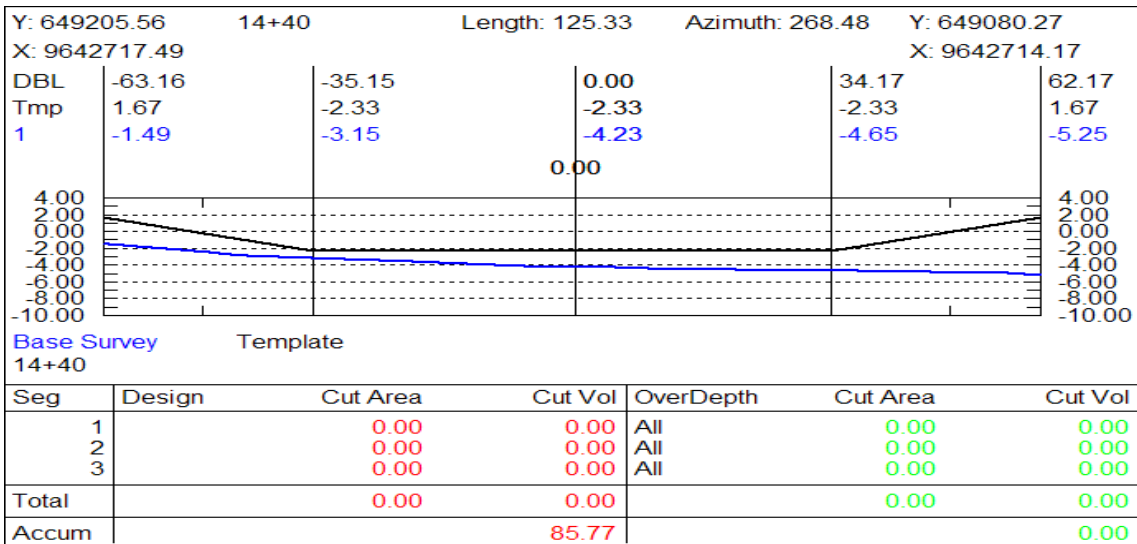 Y: 649205.56 14+40 Length: 125.33 Azimuth: 268.48 Y: 649080.27
X: 9642717.49 X: 9642714.17
DBL -63.16 -35.15 0.00 34.17 62.17
Tmp 1.67 -2.33 -2.33 -2.33 1.67
1 -1.49 -3.15 -4.23 -4.65 -5.25
0.00
4.00 4.00
2.00 2.00
0.00 0.00
-2.00 -2.00
-4.00 -4.00
-6.00 -6.00
-8.00 -8.00
-10.00 -10.00
Base Survey Template
14+40
Seg Design Cut Area Cut Vol OverDepth Cut Area Cut Vol
1 0.00 0.00 All 0.00 0.00
2 0.00 0.00 All 0.00 0.00
3 0.00 0.00 All 0.00 0.00
Total 0.00 0.00 0.00 0.00
Accum 85.77 0.00